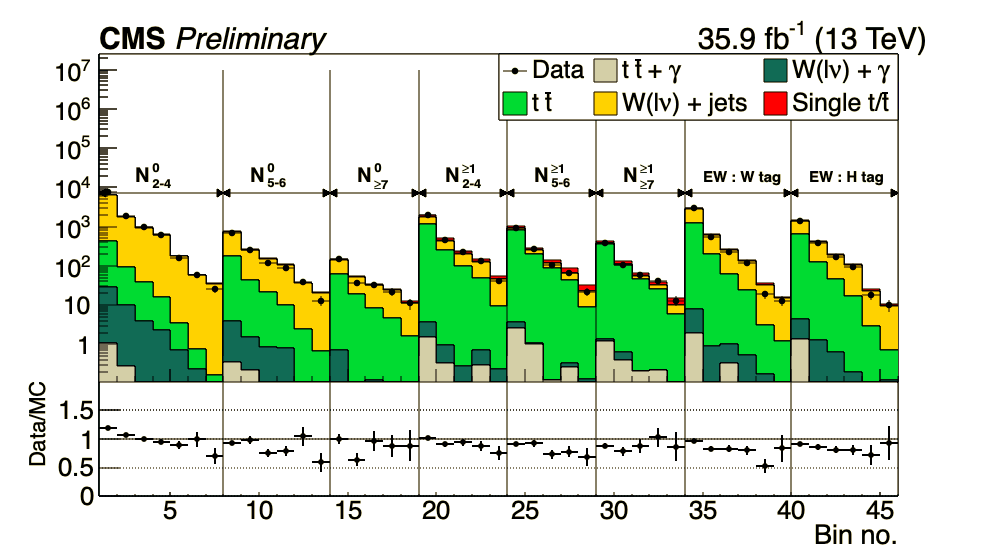 CMS Preliminary 35.9 fb⁻¹ (13 TeV)
Data t t̄ + γ W(lν) + γ
t t̄ W(lν) + jets Single t/t̄
10⁷
10⁶
10⁵
10⁴
10³
10²
10
1
N⁰₂₋₄ N⁰₅₋₆ N⁰≥₇ N≥¹₂₋₄ N≥¹₅₋₆ N≥¹≥₇ EW : W tag EW : H tag
Data/MC
1.5
1
0.5
0
5 10 15 20 25 30 35 40 45
Bin no.